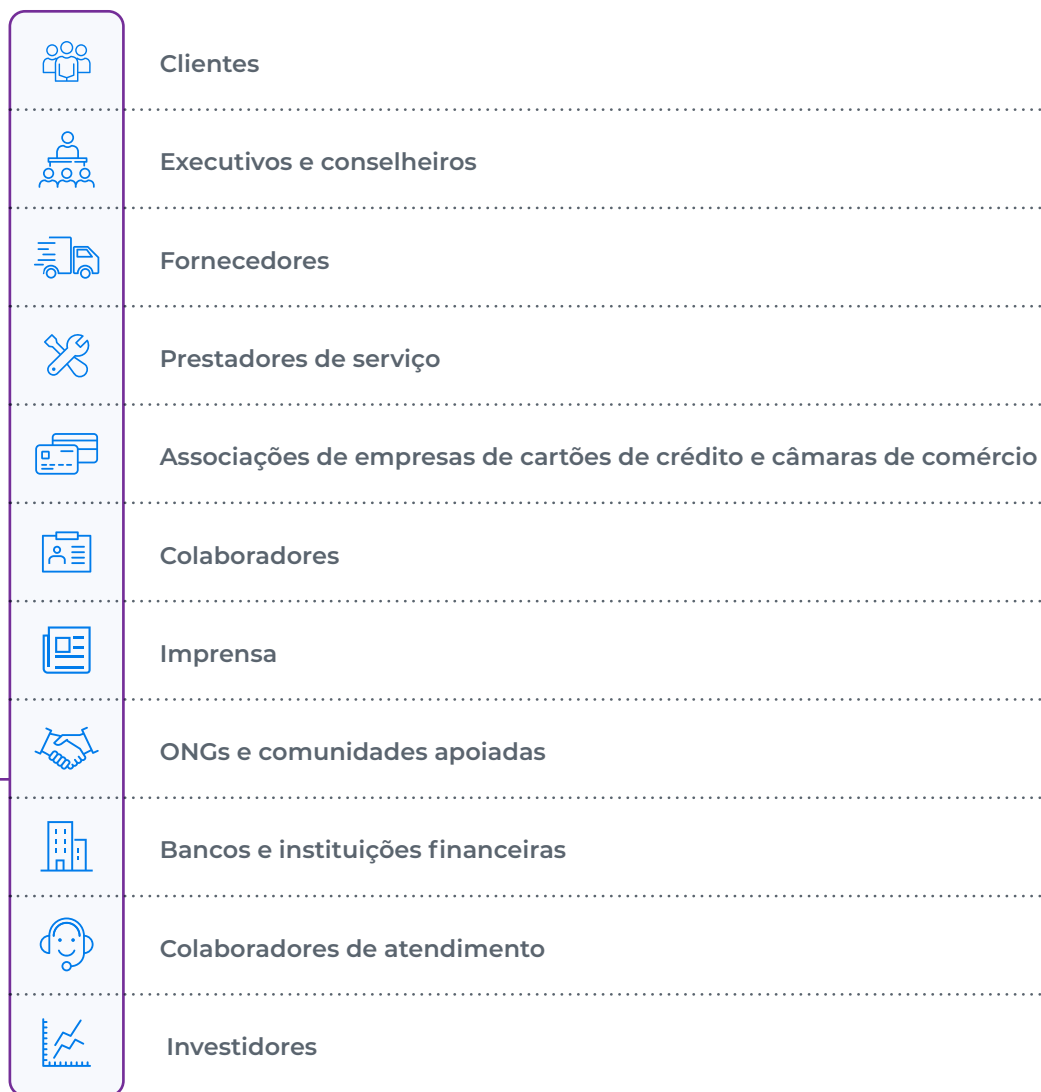 Clientes
Executivos e conselheiros
Fornecedores
Prestadores de serviço
Associações de empresas de cartões de crédito e câmaras de comércio
Colaboradores
Imprensa
ONGs e comunidades apoiadas
Bancos e instituições financeiras
Colaboradores de atendimento
Investidores